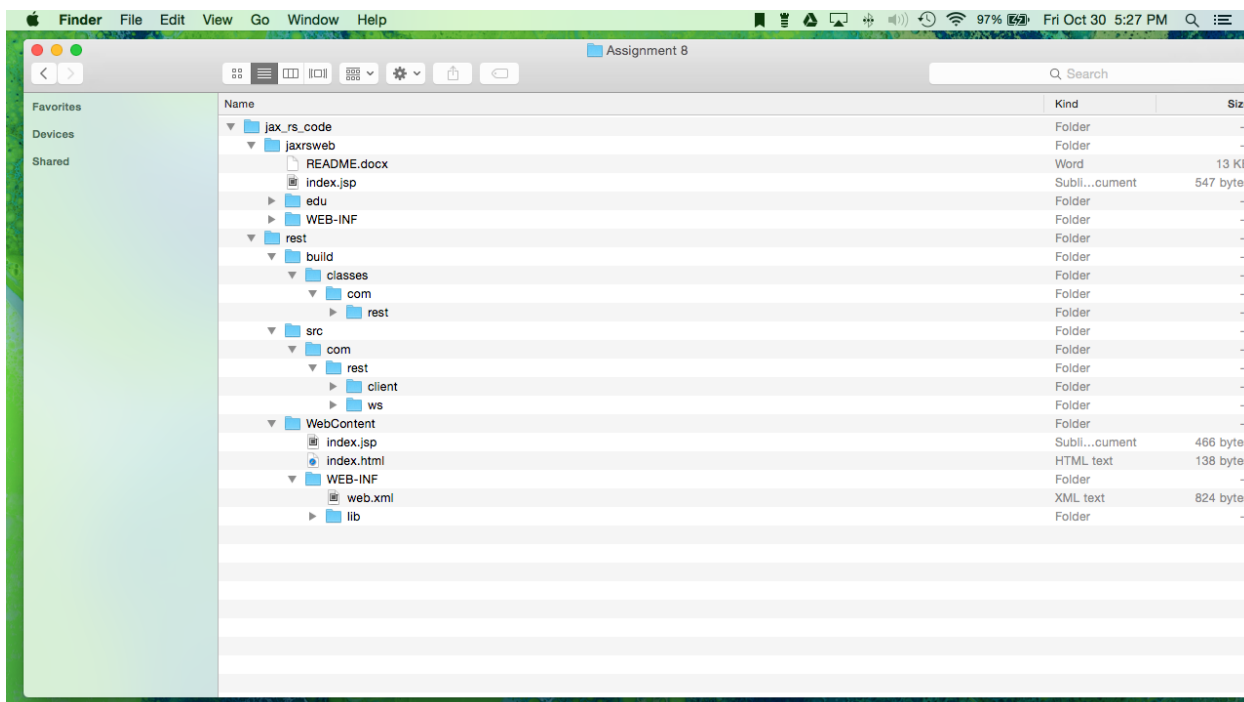 Finder File Edit View Go Window Help 97% Fri Oct 30 5:27 PM
Assignment 8
Search
Favorites
Devices
Shared
Name Kind Siz
jax_rs_code Folder -
jaxrsweb Folder -
README.docx Word 13 K
index.jsp Subli...cument 547 byte
edu Folder -
WEB-INF Folder -
rest Folder -
build Folder -
classes Folder -
com Folder -
rest Folder -
src Folder -
com Folder -
rest Folder -
client Folder -
ws Folder -
WebContent Folder -
index.jsp Subli...cument 466 byte
index.html HTML text 138 byte
WEB-INF Folder -
web.xml XML text 824 byte
lib Folder -